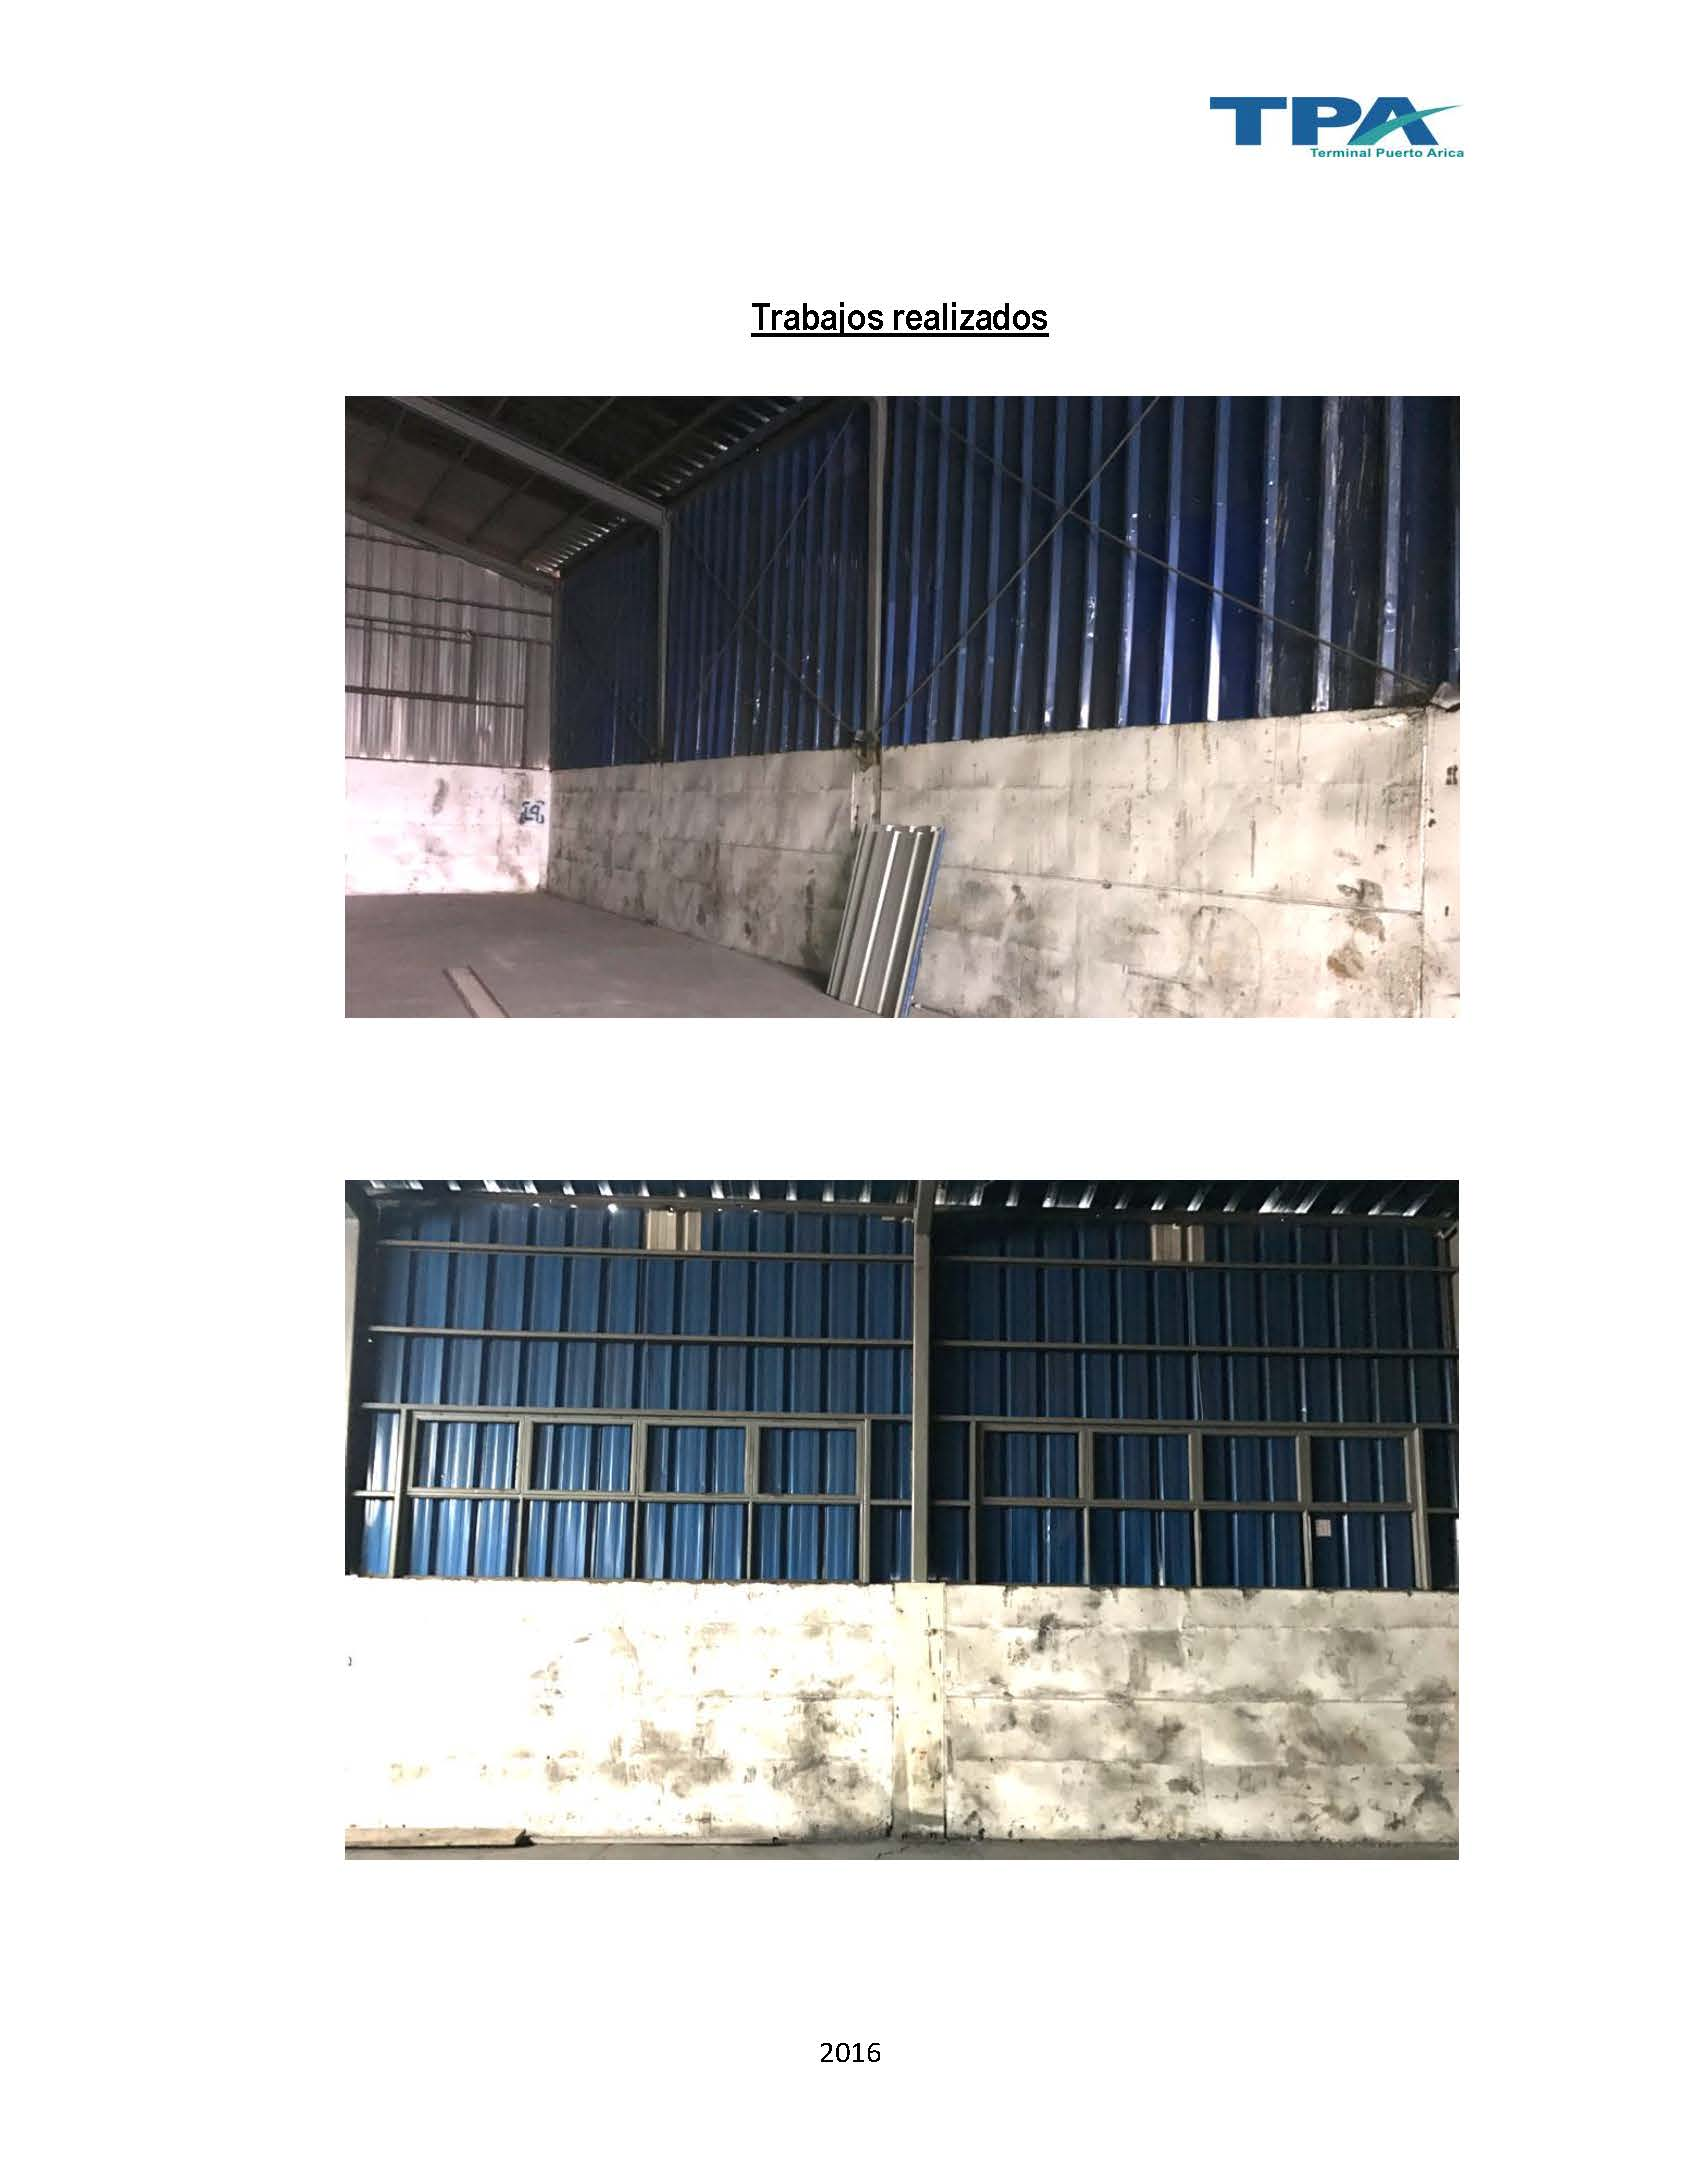 TPA
Terminal Puerto Arica
Trabajos realizados
2016